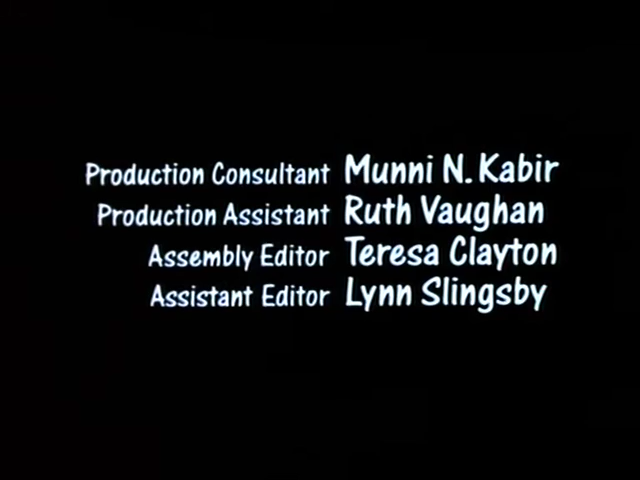 Production Consultant Munni N. Kabir
Production Assistant Ruth Vaughan
Assembly Editor Teresa Clayton
Assistant Editor Lynn Slingsby